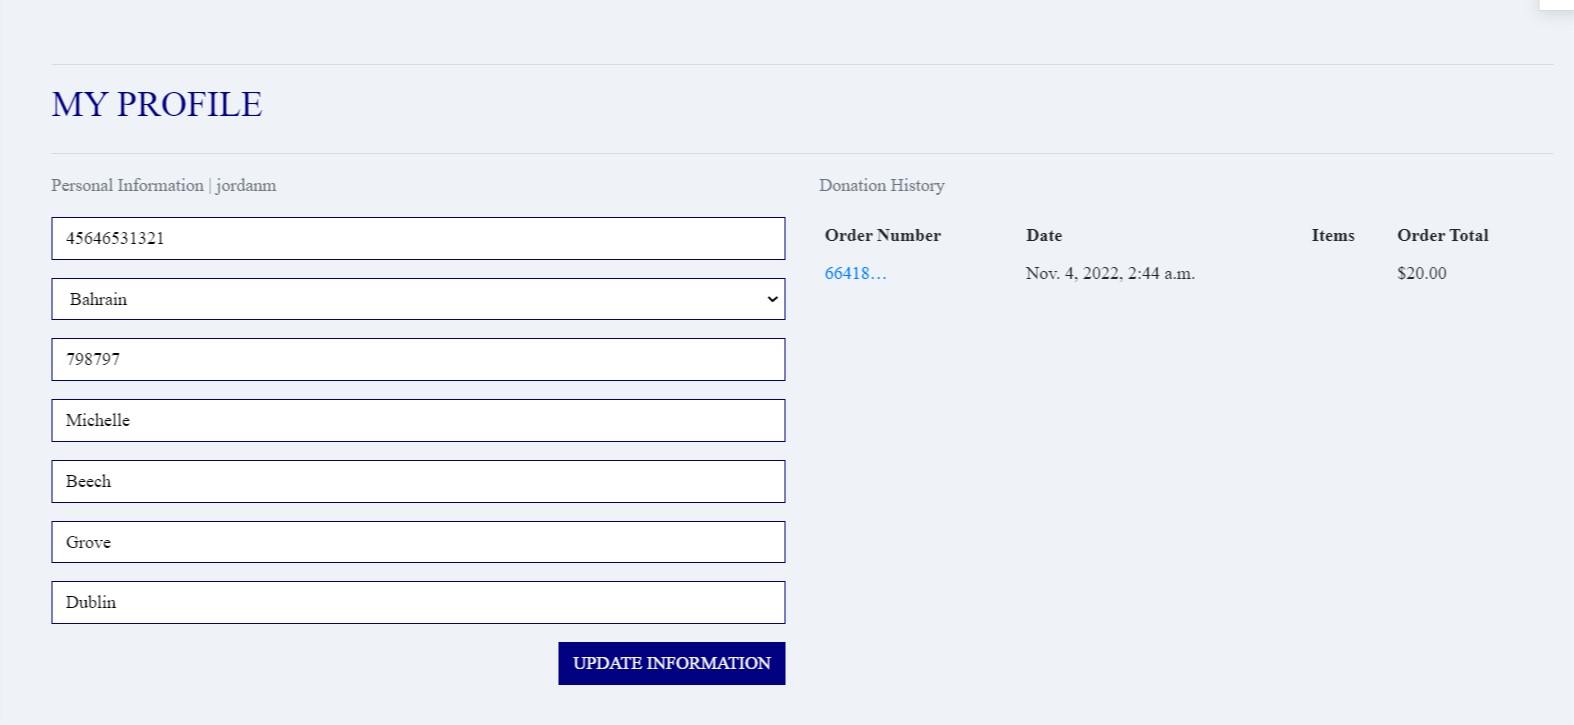 MY PROFILE
Personal Information | jordanm
45646531321
Bahrain
798797
Michelle
Beech
Grove
Dublin
UPDATE INFORMATION
Donation History
Order Number Date Items Order Total
66418... Nov. 4, 2022, 2:44 a.m. $20.00